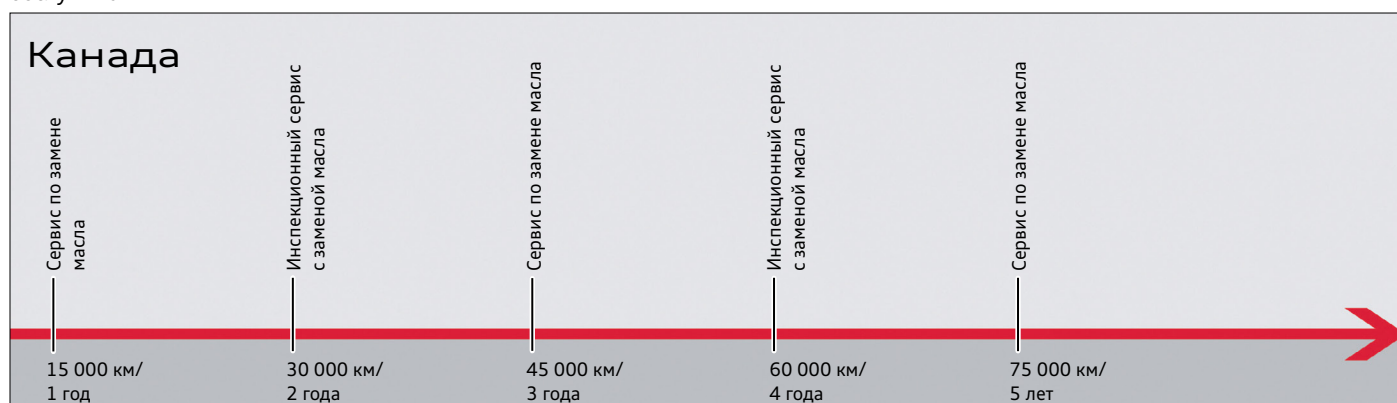 Канада
Сервис по замене
масла
Инспекционный сервис
с заменой масла
Сервис по замене масла
Инспекционный сервис
с заменой масла
Сервис по замене масла
15 000 км/
1 год
30 000 км/
2 года
45 000 км/
3 года
60 000 км/
4 года
75 000 км/
5 лет